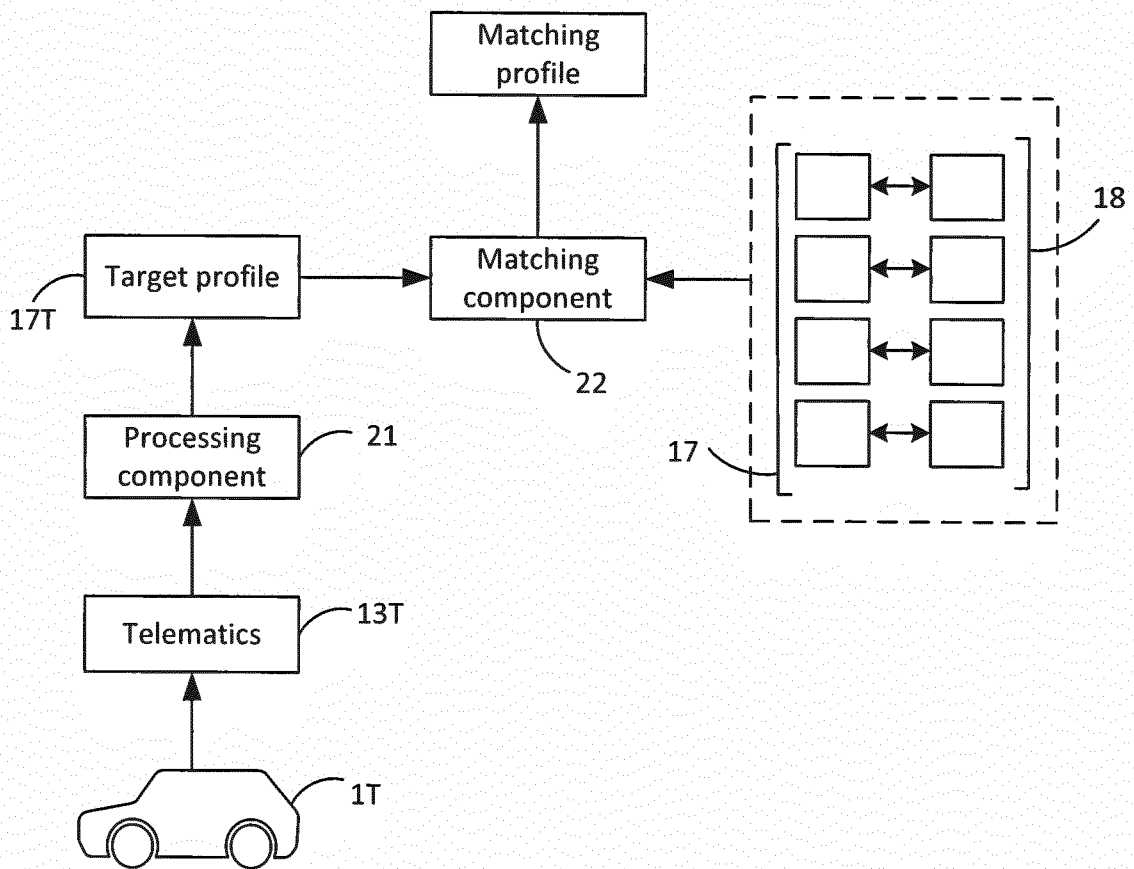 Matching
profile
18
Target profile
Matching
component
17T
22
Processing
component
21
17
Telematics
13T
1T